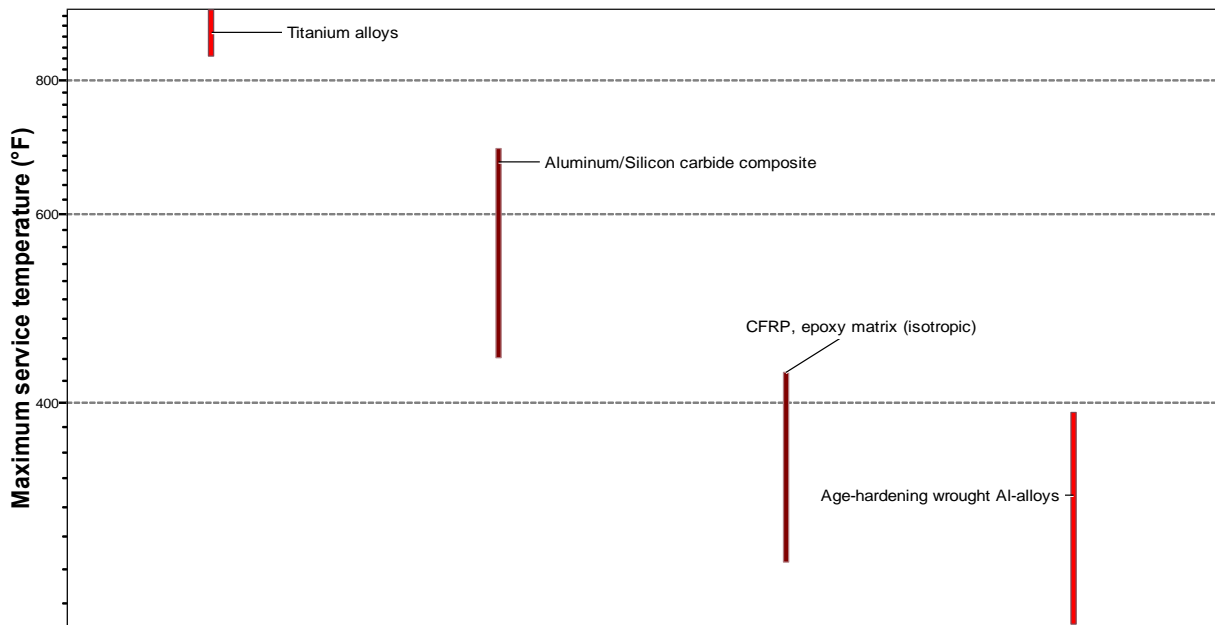 Titanium alloys
800
Maximum service temperature (°F)
Aluminum/Silicon carbide composite
600
CFRP, epoxy matrix (isotropic)
400
Age-hardening wrought Al-alloys